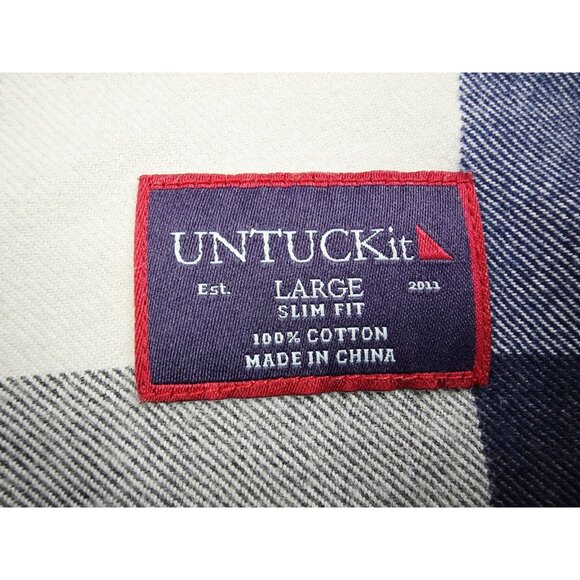 UNTUCKit
Est. LARGE 2011
SLIM FIT
100% COTTON
MADE IN CHINA